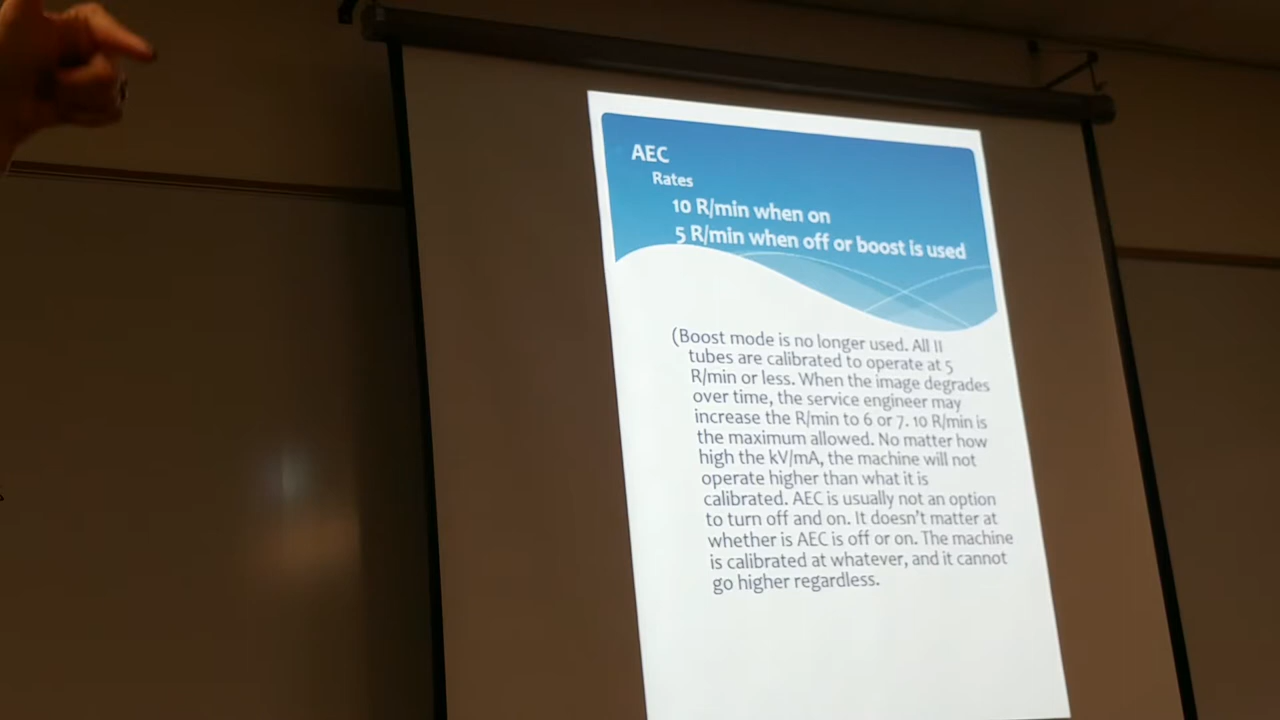 AEC
Rates
10 R/min when on
5 R/min when off or boost is used
(Boost mode is no longer used. All II
tubes are calibrated to operate at 5
R/min or less. When the image degrades
over time, the service engineer may
increase the R/min to 6 or 7. 10 R/min is
the maximum allowed. No matter how
high the kV/mA, the machine will not
operate higher than what it is
calibrated. AEC is usually not an option
to turn off and on. It doesn't matter at
whether is AEC is off or on. The machine
is calibrated at whatever, and it cannot
go higher regardless.